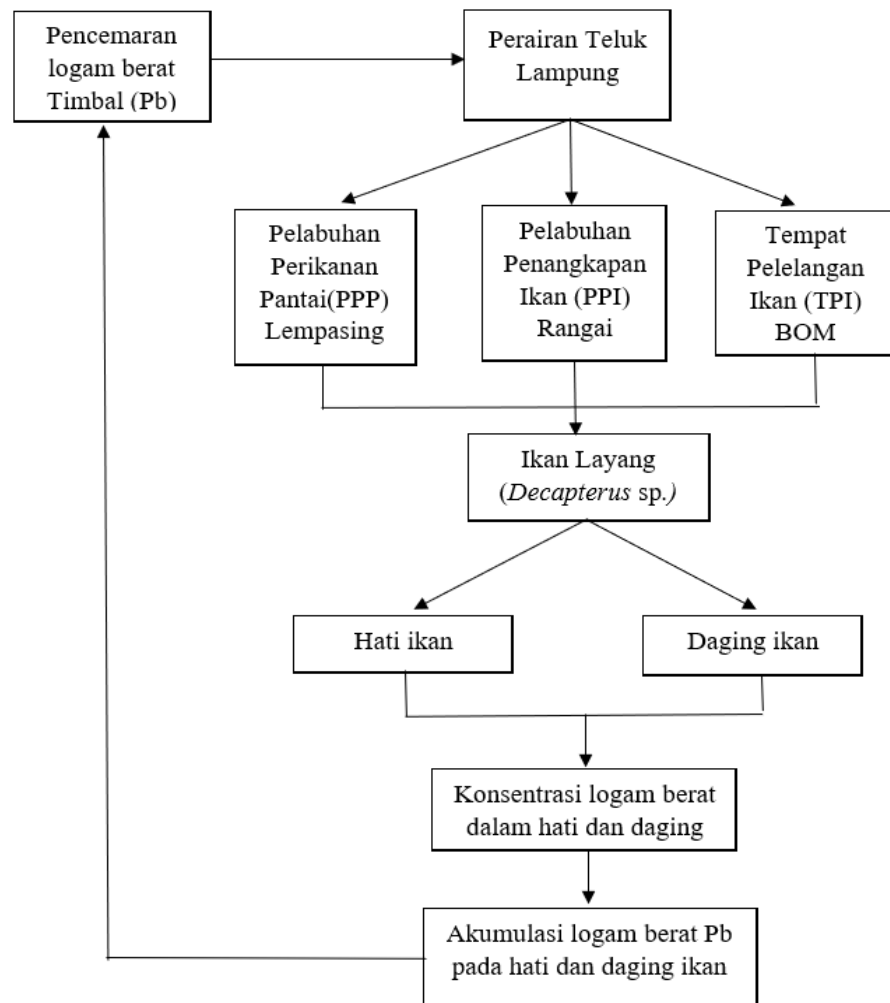 Pencemaran
logam berat
Timbal (Pb)
Perairan Teluk
Lampung
Pelabuhan
Perikanan
Pantai(PPP)
Lempasing
Pelabuhan
Penangkapan
Ikan (PPI)
Rangai
Tempat
Pelelangan
Ikan (TPI)
BOM
Ikan Layang
(Decapterus sp.)
Hati ikan
Daging ikan
Konsentrasi logam berat
dalam hati dan daging
Akumulasi logam berat Pb
pada hati dan daging ikan